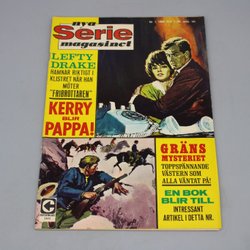 nya
Serie
magasinet
LEFTY
DRAKE
HAMNAR RIKTIGT I
KLISTRET NÄR HAN
MÖTER
"FRIBROTTAREN"
KERRY
BLIR
PAPPA!
GRÄNS
MYSTERIET
TOPPSPÄNNANDE
VÄSTERN SOM
ALLA VÄNTAT PÅ!
EN BOK
BLIR TILL
INTRESSANT
ARTIKEL I DETTA NR.